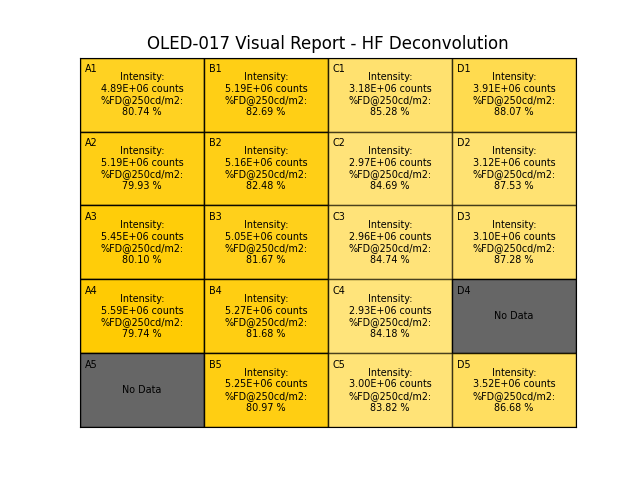 OLED-017 Visual Report - HF Deconvolution
A1
Intensity:
4.89E+06 counts
%FD@250cd/m2:
80.74 %
B1
Intensity:
5.19E+06 counts
%FD@250cd/m2:
82.69 %
C1
Intensity:
3.18E+06 counts
%FD@250cd/m2:
85.28 %
D1
Intensity:
3.91E+06 counts
%FD@250cd/m2:
88.07 %
A2
Intensity:
5.19E+06 counts
%FD@250cd/m2:
79.93 %
B2
Intensity:
5.16E+06 counts
%FD@250cd/m2:
82.48 %
C2
Intensity:
2.97E+06 counts
%FD@250cd/m2:
84.69 %
D2
Intensity:
3.12E+06 counts
%FD@250cd/m2:
87.53 %
A3
Intensity:
5.45E+06 counts
%FD@250cd/m2:
80.10 %
B3
Intensity:
5.05E+06 counts
%FD@250cd/m2:
81.67 %
C3
Intensity:
2.96E+06 counts
%FD@250cd/m2:
84.74 %
D3
Intensity:
3.10E+06 counts
%FD@250cd/m2:
87.28 %
A4
Intensity:
5.59E+06 counts
%FD@250cd/m2:
79.74 %
B4
Intensity:
5.27E+06 counts
%FD@250cd/m2:
81.68 %
C4
Intensity:
2.93E+06 counts
%FD@250cd/m2:
84.18 %
D4
No Data
A5
No Data
B5
Intensity:
5.25E+06 counts
%FD@250cd/m2:
80.97 %
C5
Intensity:
3.00E+06 counts
%FD@250cd/m2:
83.82 %
D5
Intensity:
3.52E+06 counts
%FD@250cd/m2:
86.68 %